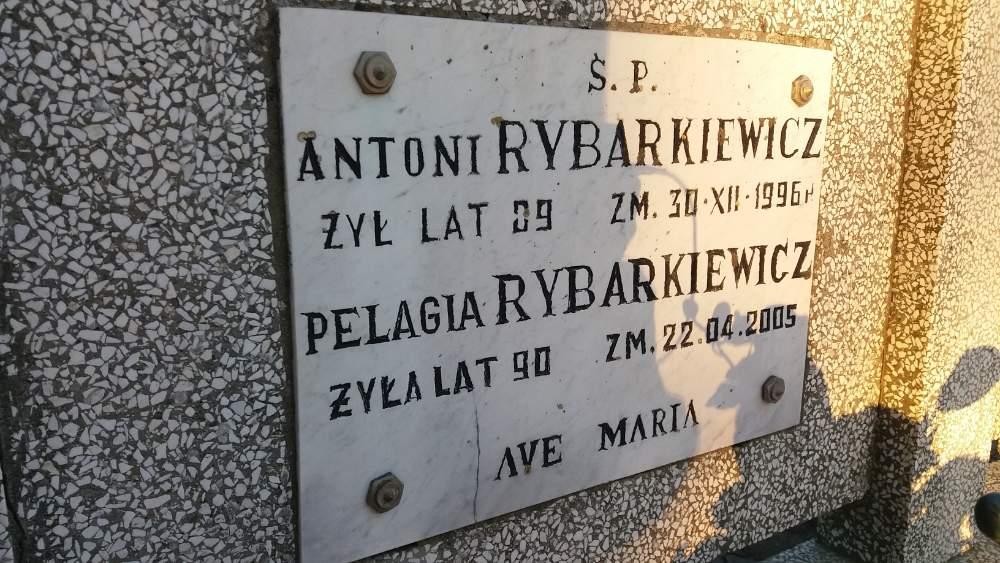 Ś. P.
ANTONI RYBARKIEWICZ
ŻYŁ LAT 89 ZM. 30·XII·1996r
PELAGIA RYBARKIEWICZ
ŻYŁA LAT 90 ZM. 22.04.2005
AVE MARIA